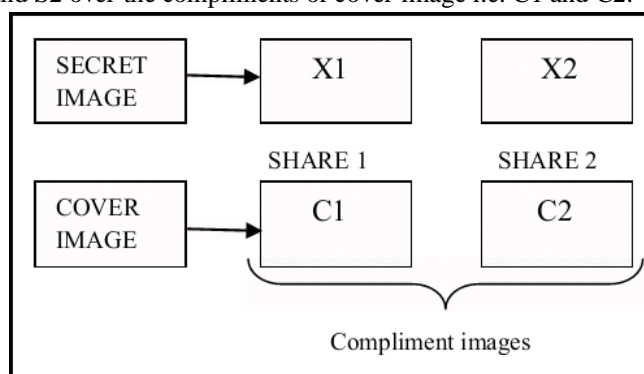 and S2 over the compliments of cover image i.e. C1 and C2.
SECRET
IMAGE
X1
X2
SHARE 1
SHARE 2
COVER
IMAGE
C1
C2
Compliment images